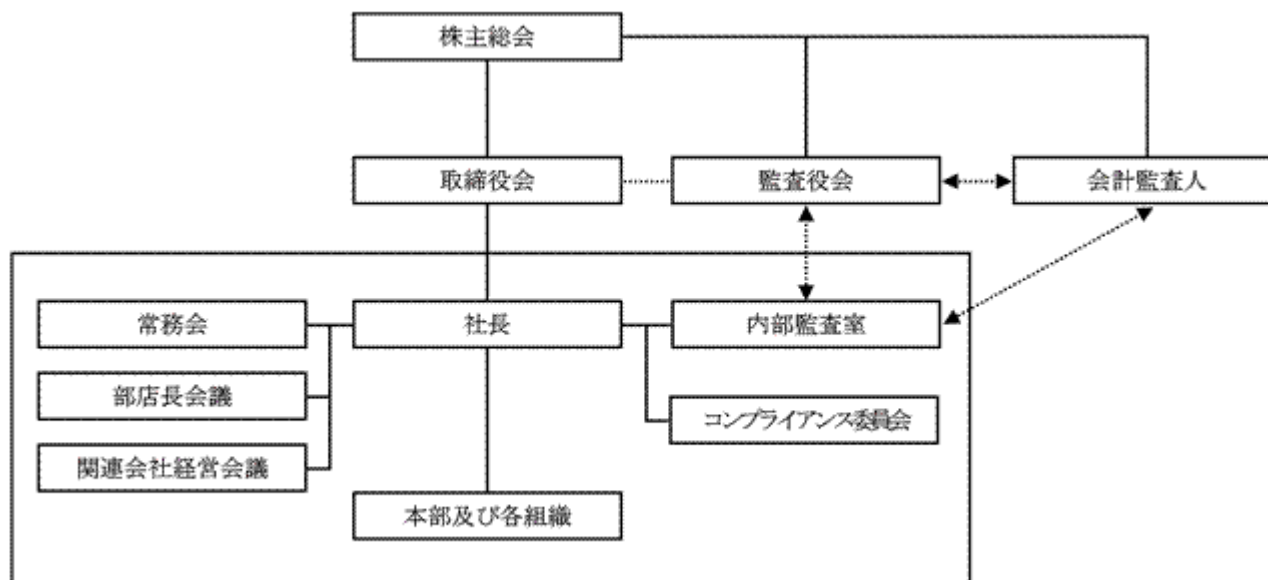 株主総会
取締役会
監査役会
会計監査人
常務会
社長
内部監査室
部店長会議
コンプライアンス委員会
関連会社経営会議
本部及び各組織